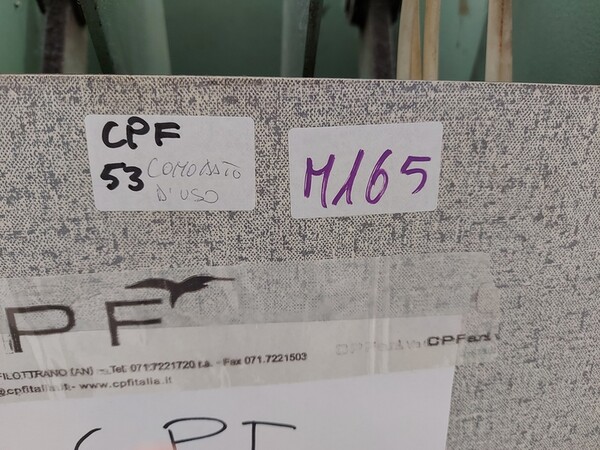 CPF
53 COMODATO
D'USO
M165
PF
FILOTTRANO (AN) - Tel. 071.7221720 r.a. - Fax 071.7221503
@cpfitalia.it - www.cpfitalia.it
CPF